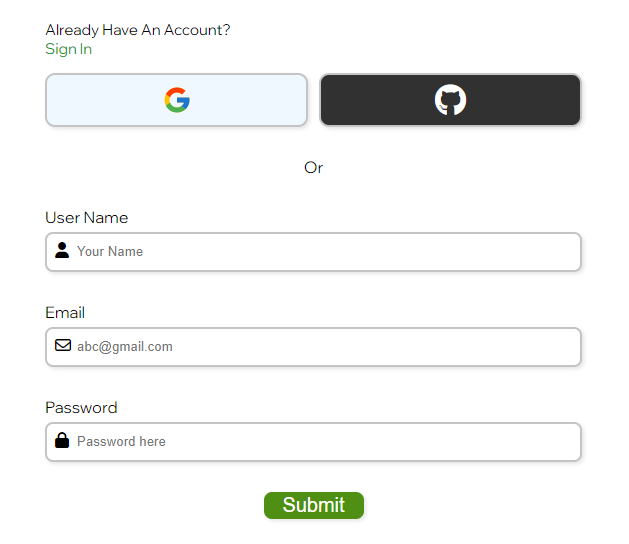 Already Have An Account?
Sign In
Or
User Name
Your Name
Email
abc@gmail.com
Password
Password here
Submit